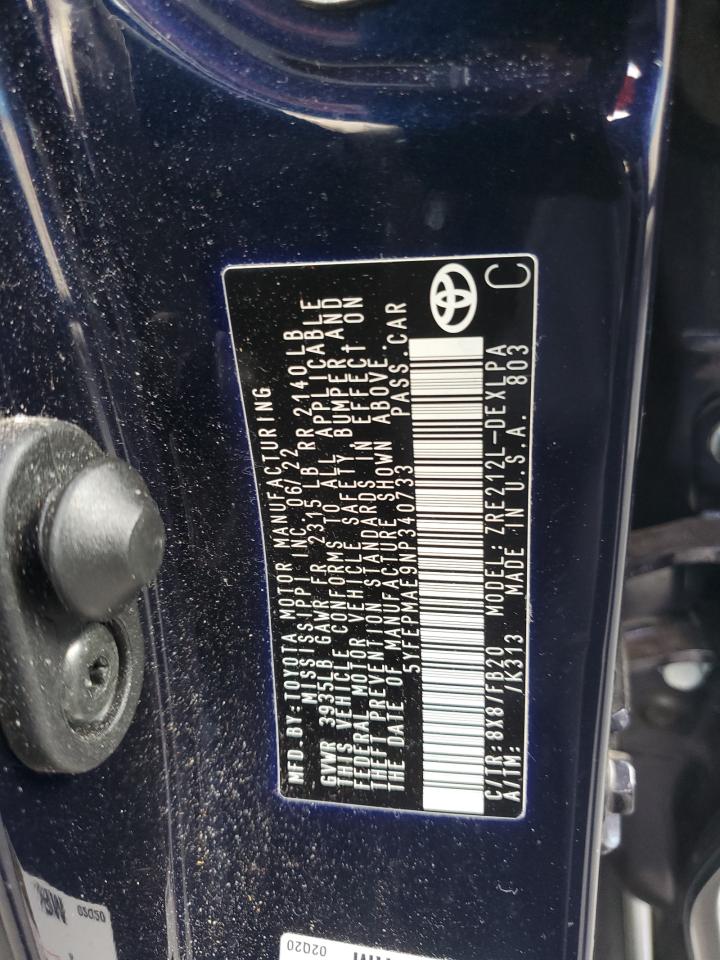 MFD.BY:TOYOTA MOTOR MANUFACTURING
MISSISSIPPI INC. 06/22
GVWR 3935LB GAWR FR 2315 LB RR 2140 LB
THIS VEHICLE CONFORMS TO ALL APPLICABLE
FEDERAL MOTOR VEHICLE SAFETY BUMPER AND
THEFT PREVENTION STANDARDS IN EFFECT ON
THE DATE OF MANUFACTURE SHOWN ABOVE.
5YFEPMAE9NP340733 PASS.CAR
C/TR:8X8/FB20 MODEL:ZRE212L-DEXLPA
A/TM: /K313 MADE IN U.S.A. 803
C
02020
02020